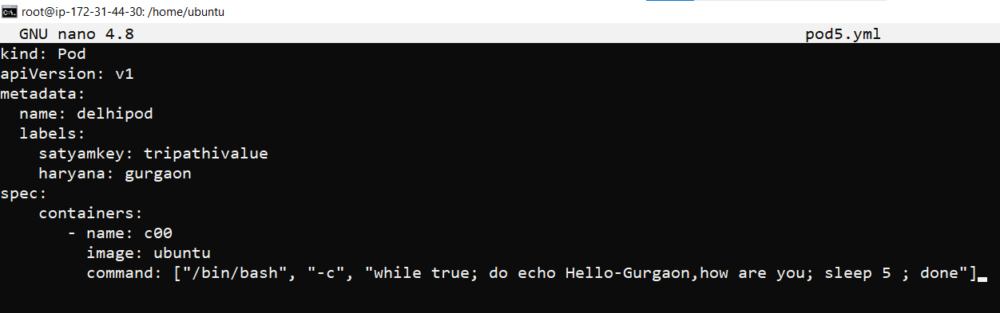 root@ip-172-31-44-30: /home/ubuntu
GNU nano 4.8 pod5.yml
kind: Pod
apiVersion: v1
metadata:
  name: delhipod
  labels:
    satyamkey: tripathivalue
    haryana: gurgaon
spec:
    containers:
       - name: c00
         image: ubuntu
         command: ["/bin/bash", "-c", "while true; do echo Hello-Gurgaon,how are you; sleep 5 ; done"]